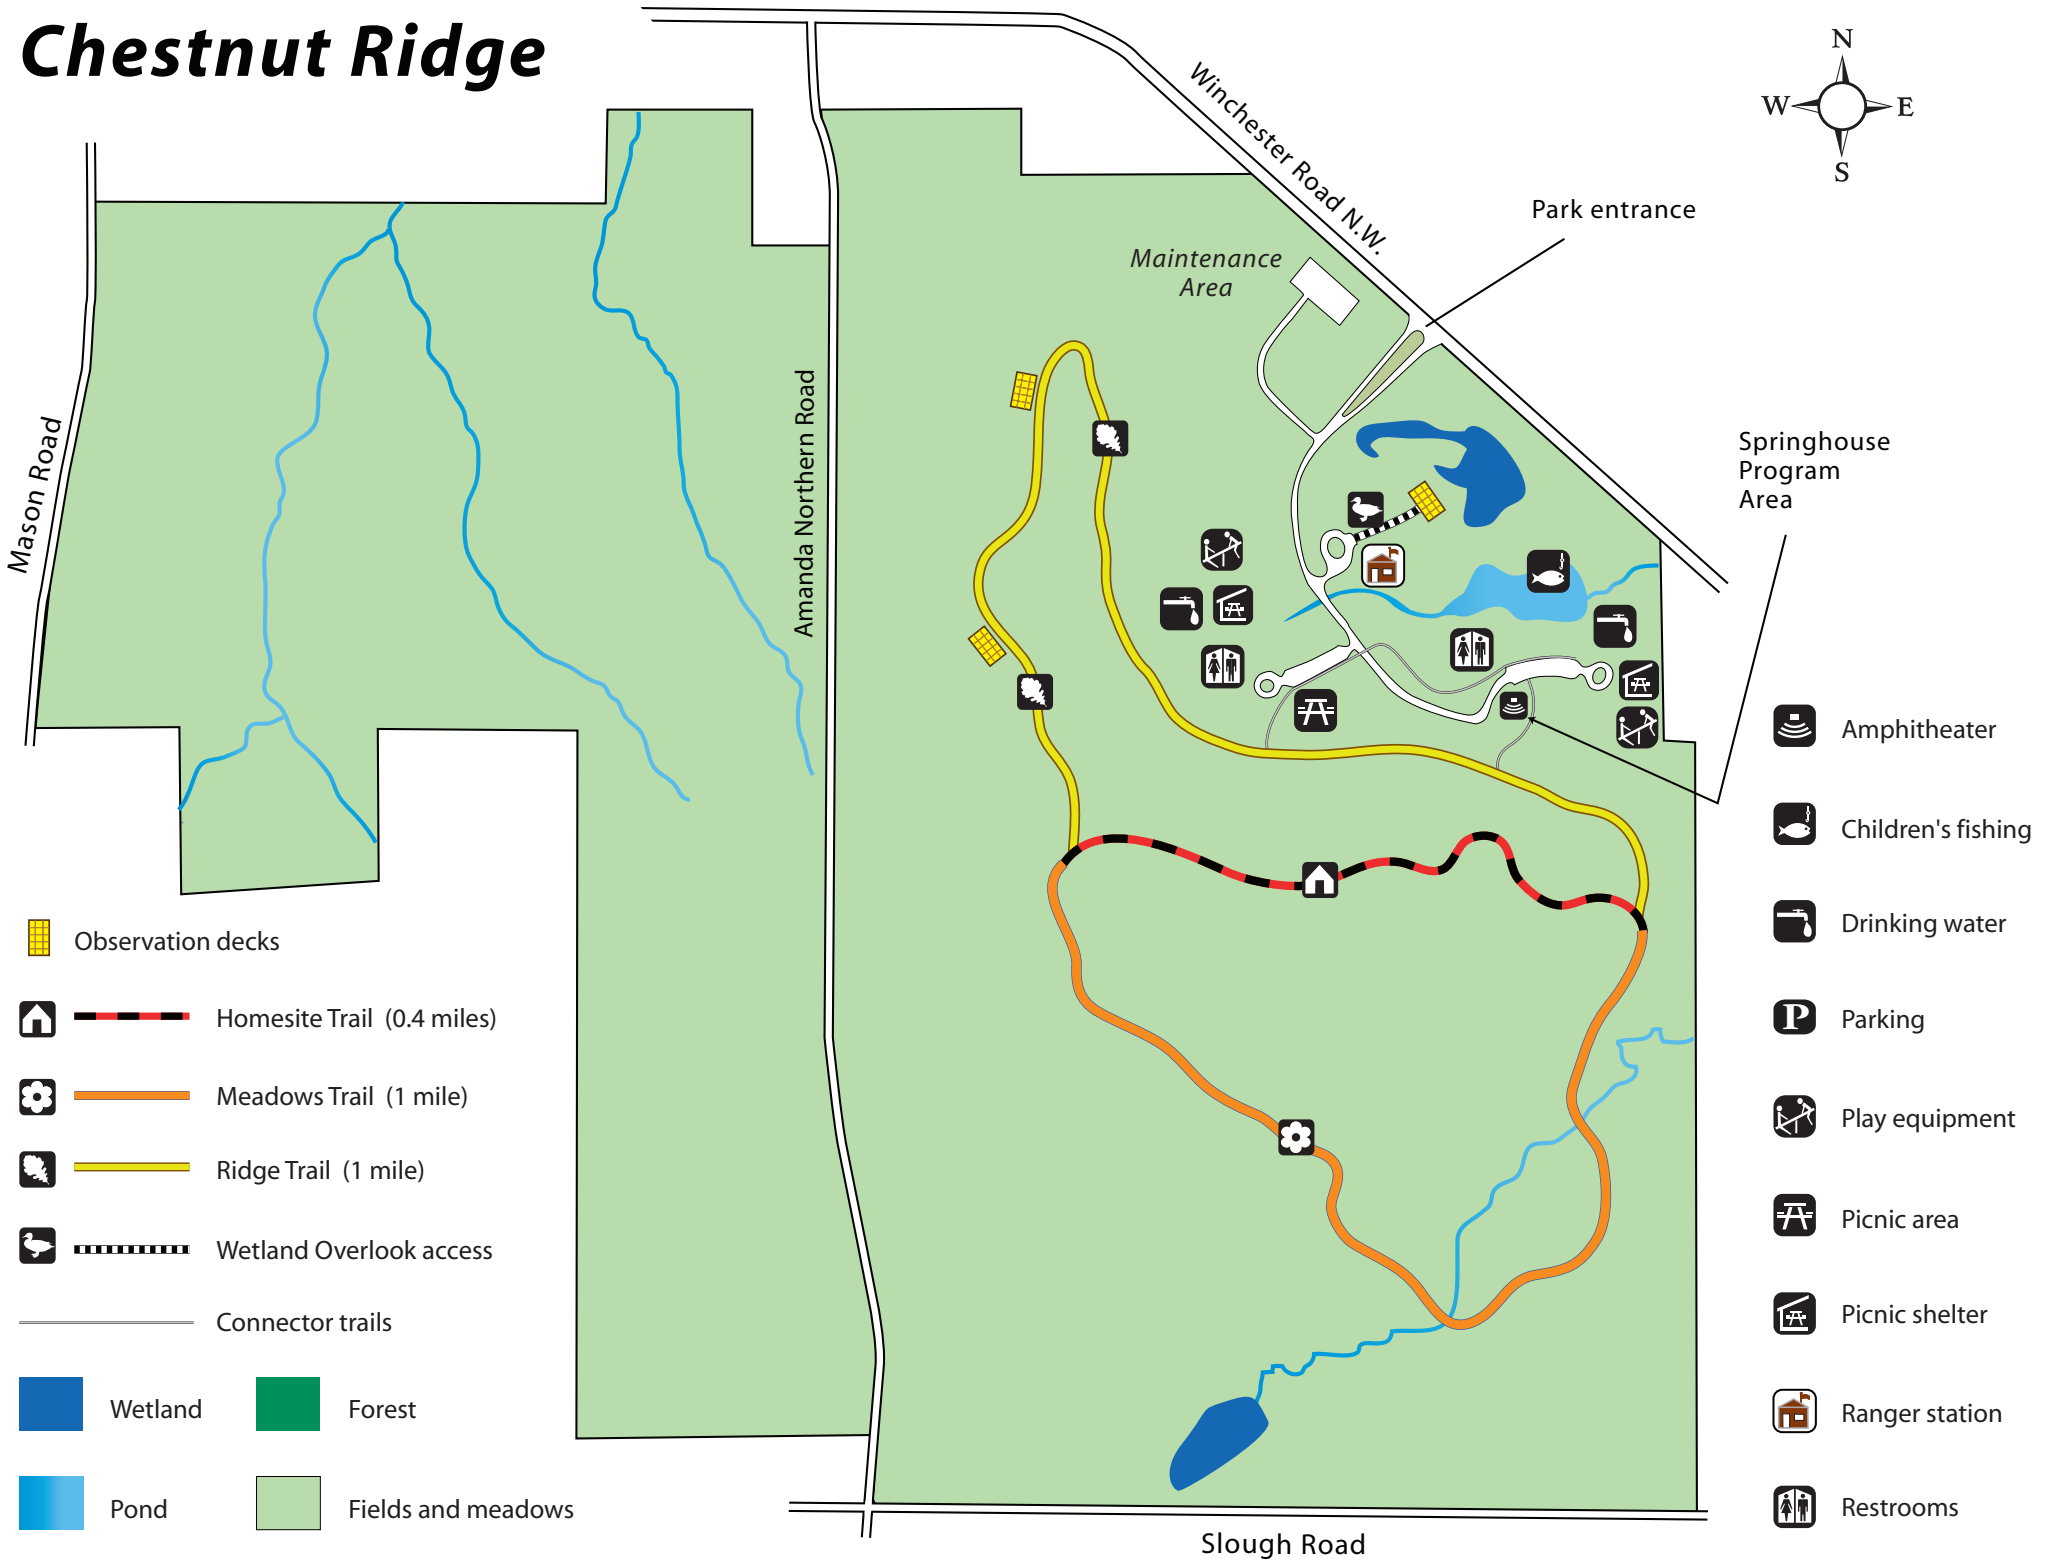 Chestnut Ridge
N
W
E
S
Winchester Road N.W.
Park entrance
Maintenance
Area
Mason Road
Amanda Northern Road
Springhouse
Program
Area
Observation decks
Homesite Trail (0.4 miles)
Meadows Trail (1 mile)
Ridge Trail (1 mile)
Wetland Overlook access
Connector trails
Wetland
Forest
Pond
Fields and meadows
Amphitheater
Children's fishing
Drinking water
P
Parking
Play equipment
Picnic area
Picnic shelter
Ranger station
Restrooms
Slough Road